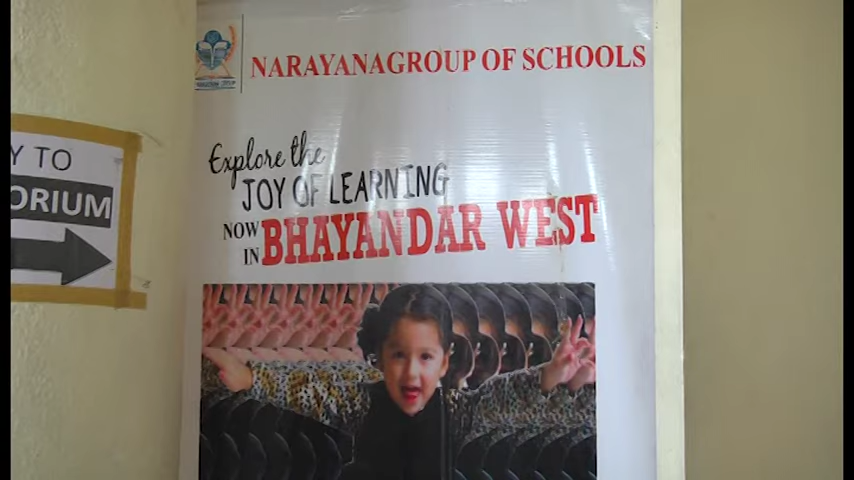 NARAYANAGROUP OF SCHOOLS
Explore the
JOY OF LEARNING
NOW
IN BHAYANDAR WEST
Y TO
ORIUM